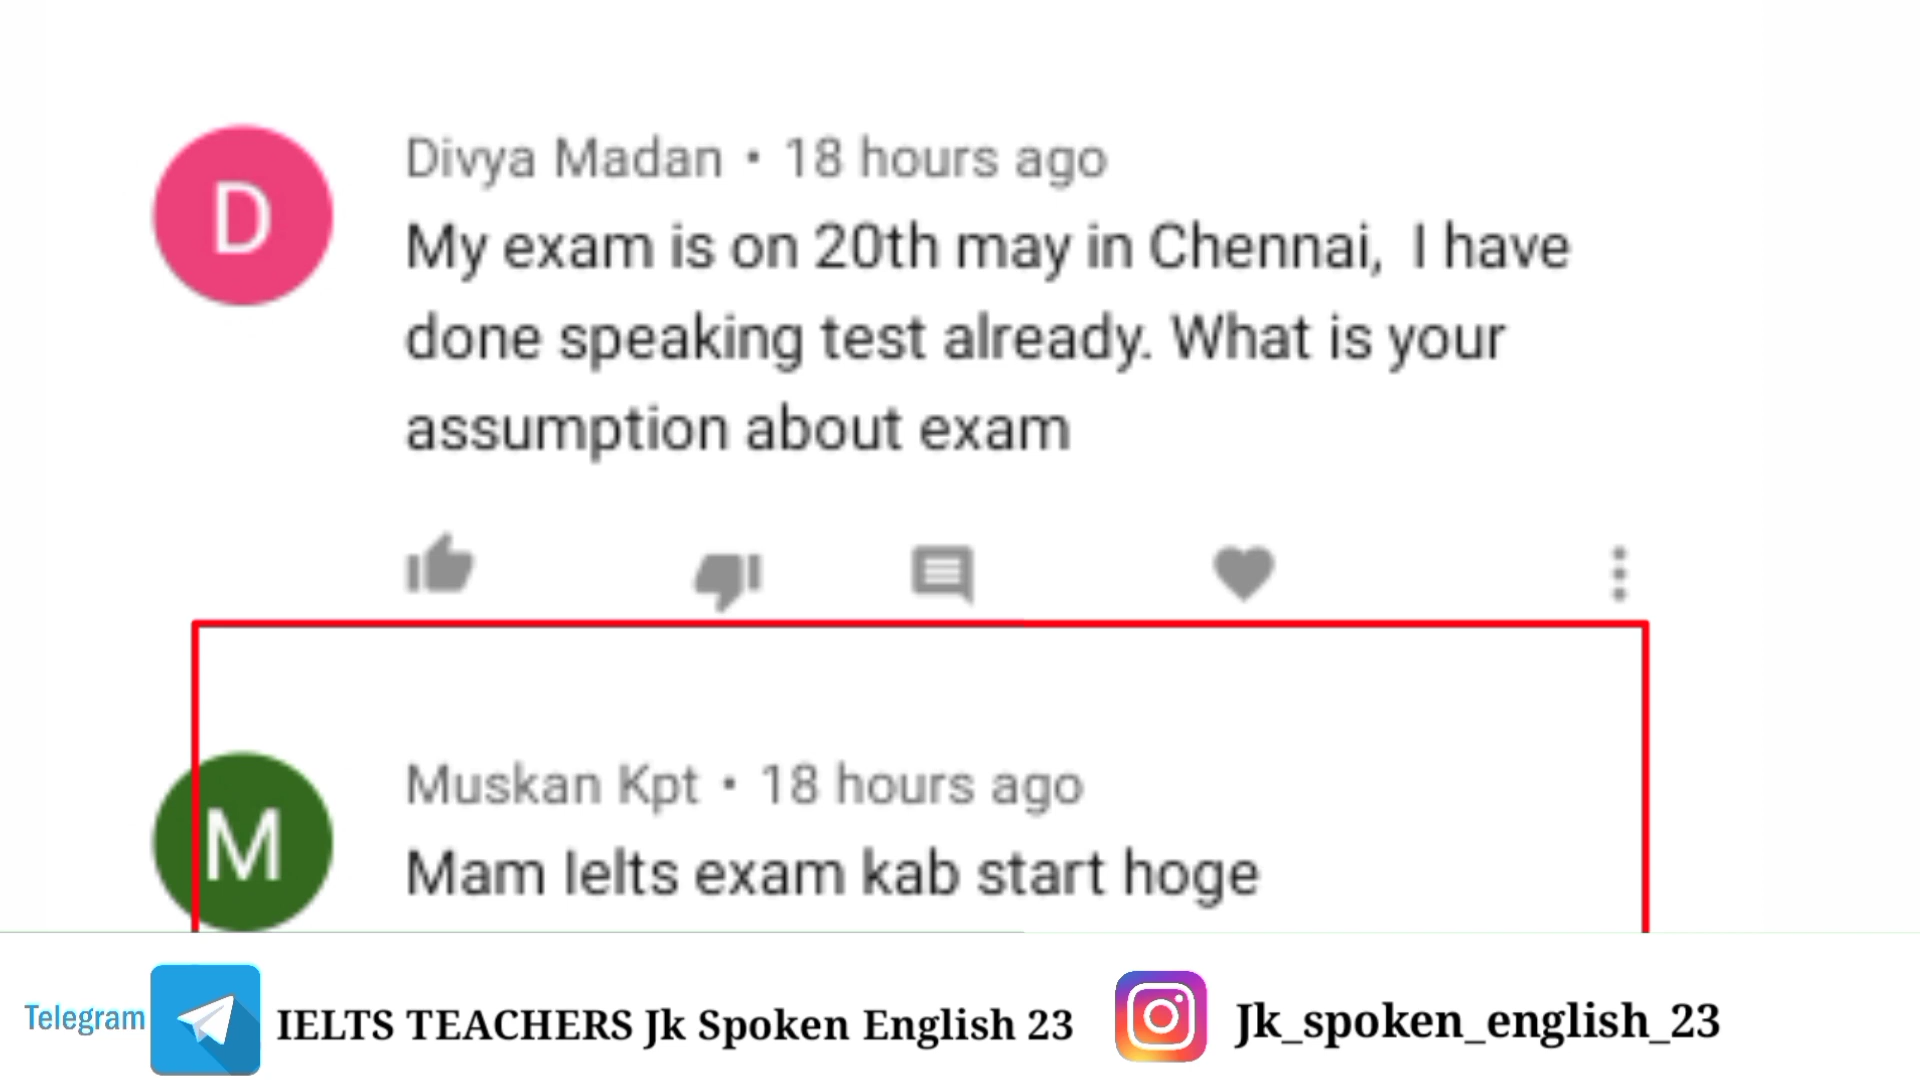 D
Divya Madan • 18 hours ago
My exam is on 20th may in Chennai, I have
done speaking test already. What is your
assumption about exam
M
Muskan Kpt • 18 hours ago
Mam Ielts exam kab start hoge
Telegram
IELTS TEACHERS Jk Spoken English 23
Jk_spoken_english_23